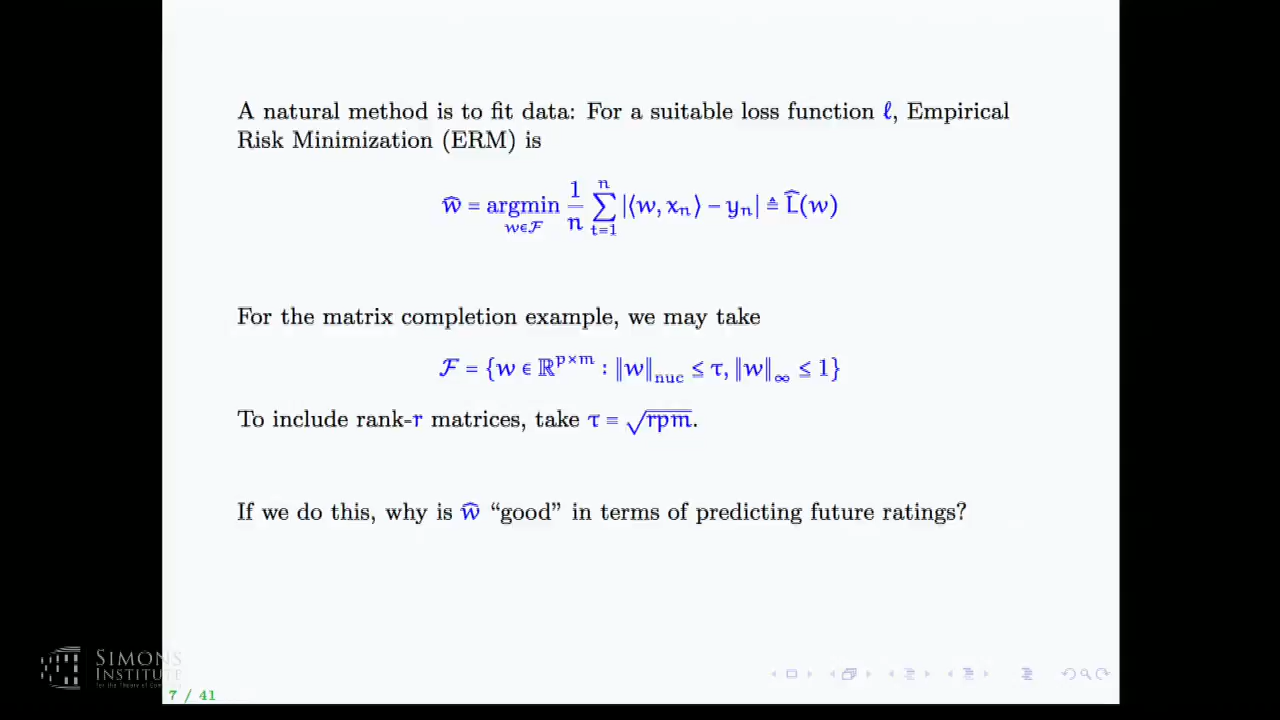 A natural method is to fit data: For a suitable loss function ℓ, Empirical
Risk Minimization (ERM) is
ŵ = argmin_{w∈ℱ} 1/n ∑_{t=1}^{n} |⟨w, x_n⟩ − y_n| ≜ L̂(w)
For the matrix completion example, we may take
ℱ = {w ∈ ℝ^{p×m} : ‖w‖_{nuc} ≤ τ, ‖w‖_∞ ≤ 1}
To include rank-r matrices, take τ = √rpm.
If we do this, why is ŵ “good” in terms of predicting future ratings?
SIMONS
INSTITUTE
7 / 41